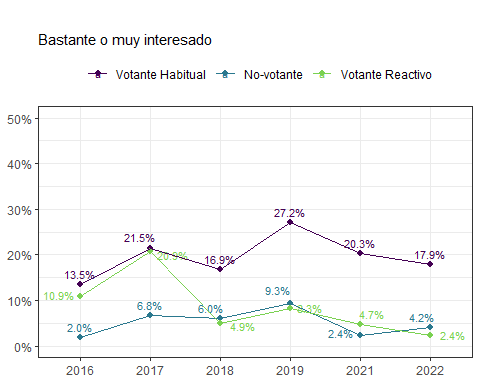 Bastante o muy interesado
Votante Habitual No-votante Votante Reactivo
50%
40%
30%
20%
10%
0%
13.5% 21.5% 16.9% 27.2% 20.3% 17.9%
10.9% 4.9% 4.7% 2.4%
2.0% 6.8% 6.0% 9.3% 2.4% 4.2%
2016 2017 2018 2019 2021 2022